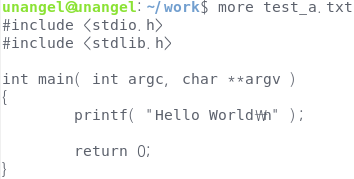 unangel@unangel:~/work$ more test_a.txt
#include <stdio.h>
#include <stdlib.h>

int main( int argc, char **argv )
{
        printf( "Hello World₩n" );

        return 0;
}